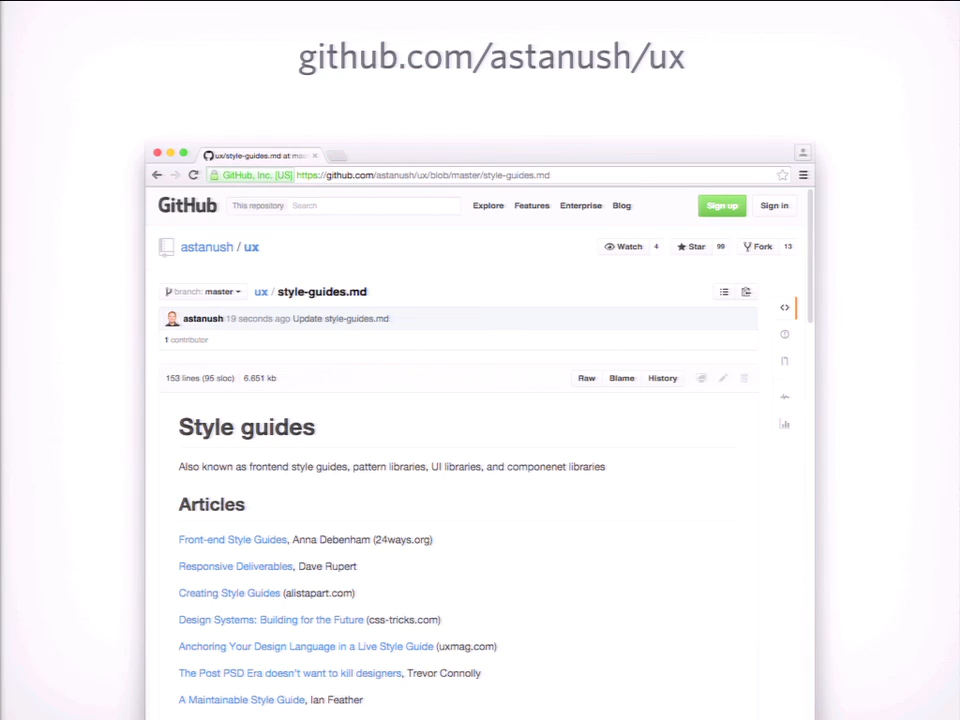 github.com/astanush/ux
ux/style-guides.md at mas
GitHub, Inc. [US] https://github.com/astanush/ux/blob/master/style-guides.md
GitHub This repository Search Explore Features Enterprise Blog Sign up Sign in
astanush / ux Watch 4 Star 99 Fork 13
branch: master ux / style-guides.md
astanush 19 seconds ago Update style-guides.md
1 contributor
153 lines (95 sloc) 6.651 kb Raw Blame History
Style guides
Also known as frontend style guides, pattern libraries, UI libraries, and componenet libraries
Articles
Front-end Style Guides, Anna Debenham (24ways.org)
Responsive Deliverables, Dave Rupert
Creating Style Guides (alistapart.com)
Design Systems: Building for the Future (css-tricks.com)
Anchoring Your Design Language in a Live Style Guide (uxmag.com)
The Post PSD Era doesn't want to kill designers, Trevor Connolly
A Maintainable Style Guide, Ian Feather